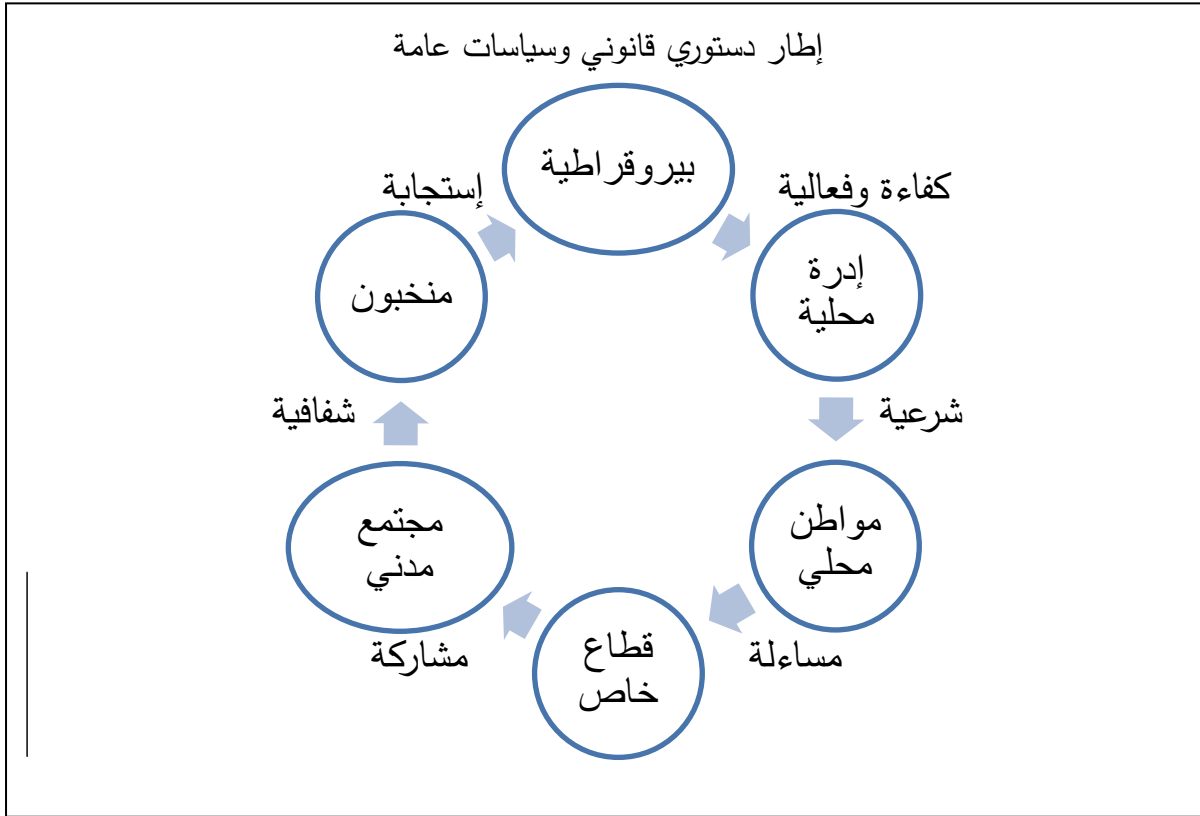 إطار دستوري قانوني وسياسات عامة
بيروقراطية
كفاءة وفعالية
إدرة
محلية
شرعية
مواطن
محلي
مساءلة
قطاع
خاص
مشاركة
مجتمع
مدني
شفافية
منخبون
إستجابة